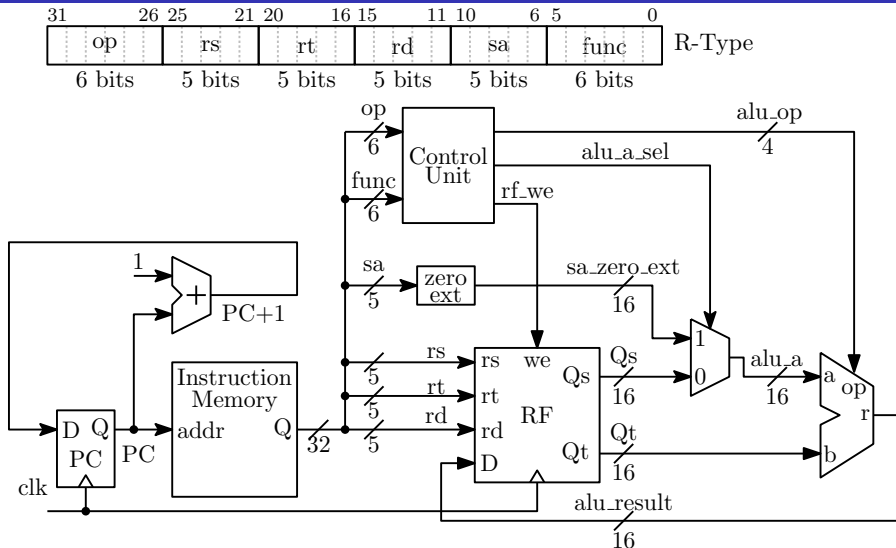 31 26 25 21 20 16 15 11 10 6 5 0
op rs rt rd sa func R-Type
6 bits 5 bits 5 bits 5 bits 5 bits 6 bits
op
6
func
6
Control
Unit
alu_op
4
alu_a_sel
rf_we
1
+
PC+1
sa
5
zero
ext
sa_zero_ext
16
Instruction
Memory
addr
Q
32
D
Q
PC
PC
clk
rs
5
rt
5
rd
5
rs
rt
rd
D
we
RF
Qs
Qt
Qs
16
Qt
16
1
0
alu_a
16
a
op
r
b
alu_result
16